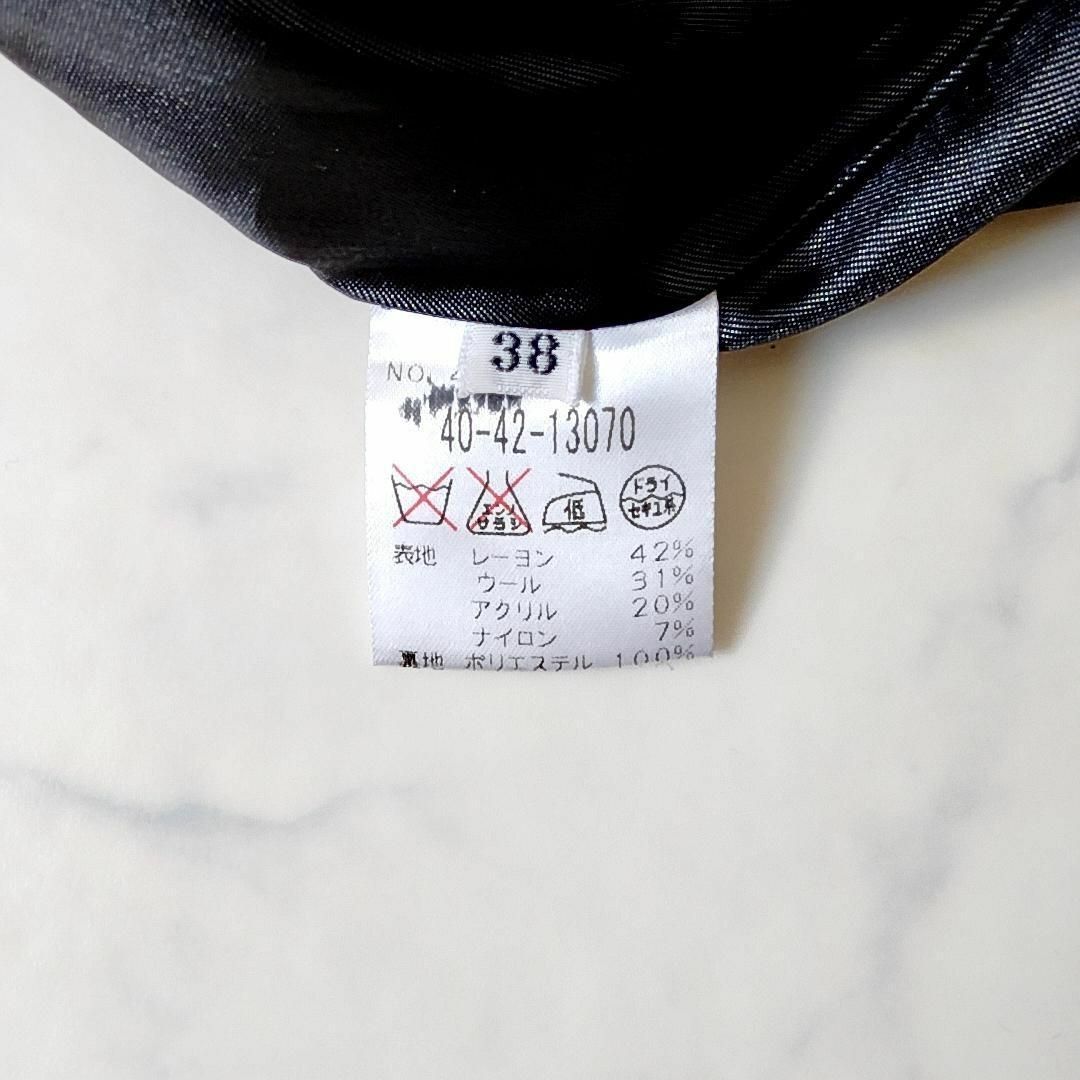 38
NO.
40-42-13070
エンソ
サラシ
低
ドライ
セキユ系
表地 レーヨン 42%
ウール 31%
アクリル 20%
ナイロン 7%
裏地 ポリエステル 100%